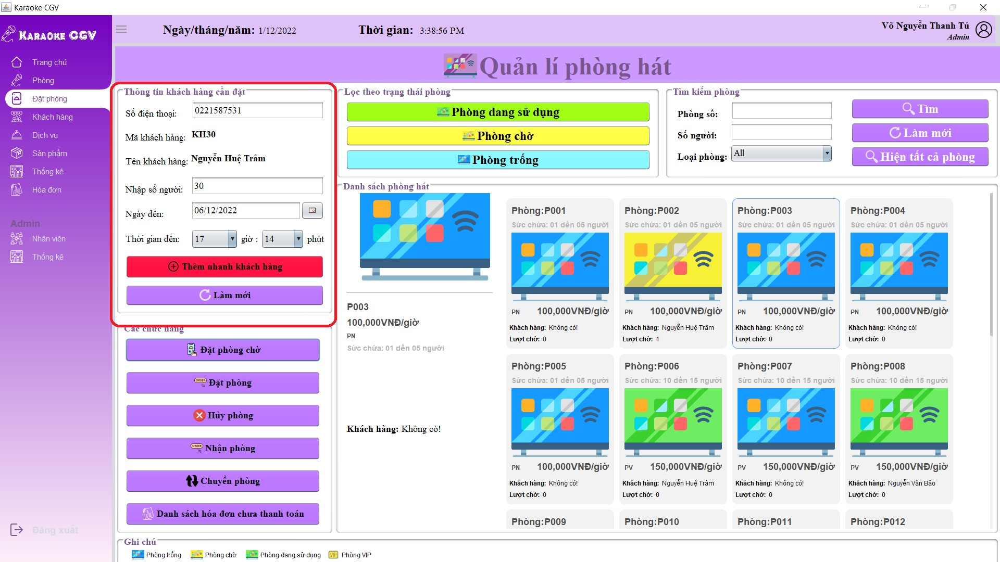 Karaoke CGV
KARAOKE CGV
Ngày/tháng/năm: 1/12/2022
Thời gian: 3:38:56 PM
Võ Nguyễn Thanh Tú
Admin
Trang chủ
Phòng
Đặt phòng
Khách hàng
Dịch vụ
Sản phẩm
Thống kê
Hóa đơn
Admin
Nhân viên
Thống kê
Đăng xuất
Quản lí phòng hát
Thông tin khách hàng cần đặt
Số điện thoại: 0221587531
Mã khách hàng: KH30
Tên khách hàng: Nguyễn Huệ Trâm
Nhập số người: 30
Ngày đến: 06/12/2022
Thời gian đến: 17 giờ : 14 phút
Thêm nhanh khách hàng
Làm mới
Các chức năng
Đặt phòng chờ
ORDER Đặt phòng
Hủy phòng
ORDER Nhận phòng
Chuyển phòng
Danh sách hóa đơn chưa thanh toán
Lọc theo trạng thái phòng
Phòng đang sử dụng
Phòng chờ
Phòng trống
Tìm kiếm phòng
Phòng số:
Số người:
Loại phòng: All
Tìm
Làm mới
Hiện tất cả phòng
Danh sách phòng hát
P003
100,000VNĐ/giờ
PN
Sức chứa: 01 dến 05 người
Khách hàng: Không có!
Phòng:P001
Sức chứa: 01 dến 05 người
PN 100,000VNĐ/giờ
Khách hàng: Không có!
Lượt chờ: 0
Phòng:P002
Sức chứa: 01 dến 05 người
PN 100,000VNĐ/giờ
Khách hàng: Nguyễn Huệ Trâm
Lượt chờ: 1
Phòng:P003
Sức chứa: 01 dến 05 người
PN 100,000VNĐ/giờ
Khách hàng: Không có!
Lượt chờ: 0
Phòng:P004
Sức chứa: 01 dến 05 người
PN 100,000VNĐ/giờ
Khách hàng: Không có!
Lượt chờ: 0
Phòng:P005
Sức chứa: 01 dến 05 người
PN 100,000VNĐ/giờ
Khách hàng: Không có!
Lượt chờ: 0
Phòng:P006
Sức chứa: 10 dến 15 người
PV 150,000VNĐ/giờ
Khách hàng: Nguyễn Huệ Trâm
Lượt chờ: 0
Phòng:P007
Sức chứa: 10 dến 15 người
PV 150,000VNĐ/giờ
Khách hàng: Không có!
Lượt chờ: 0
Phòng:P008
Sức chứa: 10 dến 15 người
PV 150,000VNĐ/giờ
Khách hàng: Nguyễn Văn Bảo
Lượt chờ: 0
Phòng:P009
Phòng:P010
Phòng:P011
Phòng:P012
Ghi chú
Phòng trống
Phòng chờ
Phòng đang sử dụng
VIP Phòng VIP